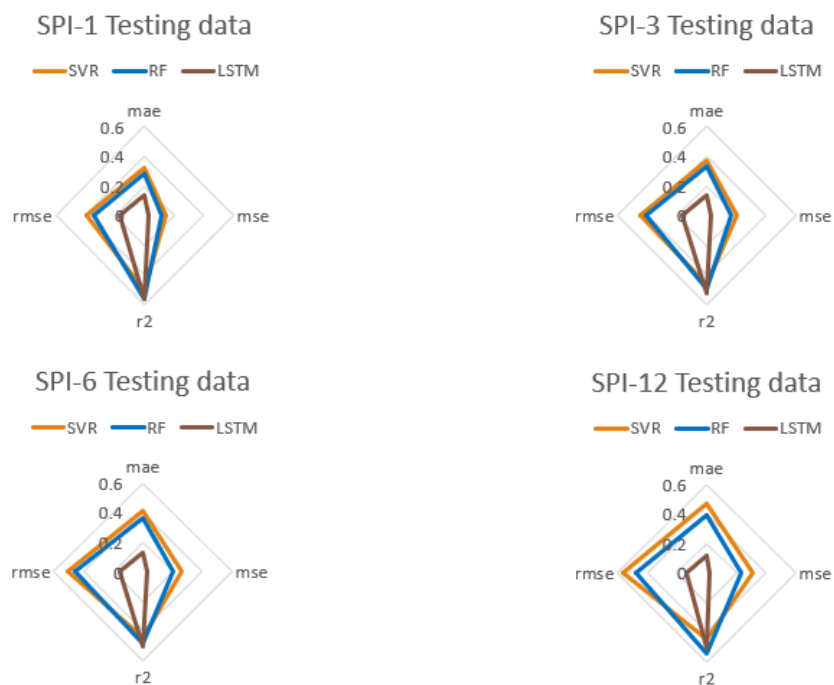 SPI-1 Testing data
SVR RF LSTM
mae
0.6
0.4
0.2
rmse 0 mse
r2
SPI-3 Testing data
SVR RF LSTM
mae
0.6
0.4
0.2
rmse 0 mse
r2
SPI-6 Testing data
SVR RF LSTM
mae
0.6
0.4
0.2
rmse 0 mse
r2
SPI-12 Testing data
SVR RF LSTM
mae
0.6
0.4
0.2
rmse 0 mse
r2